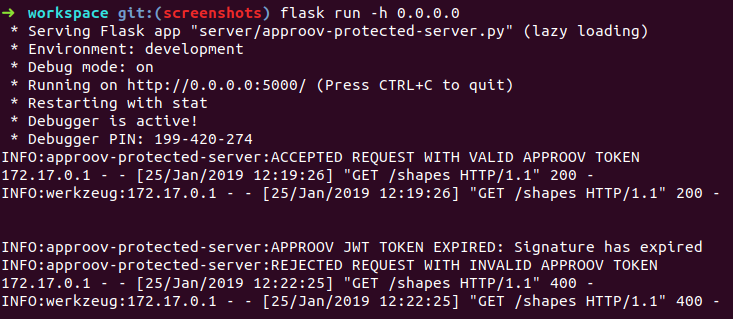 ➜ workspace git:(screenshots) flask run -h 0.0.0.0
* Serving Flask app "server/approov-protected-server.py" (lazy loading)
* Environment: development
* Debug mode: on
* Running on http://0.0.0.0:5000/ (Press CTRL+C to quit)
* Restarting with stat
* Debugger is active!
* Debugger PIN: 199-420-274
INFO:approov-protected-server:ACCEPTED REQUEST WITH VALID APPROOV TOKEN
172.17.0.1 - - [25/Jan/2019 12:19:26] "GET /shapes HTTP/1.1" 200 -
INFO:werkzeug:172.17.0.1 - - [25/Jan/2019 12:19:26] "GET /shapes HTTP/1.1" 200 -
INFO:approov-protected-server:APPROOV JWT TOKEN EXPIRED: Signature has expired
INFO:approov-protected-server:REJECTED REQUEST WITH INVALID APPROOV TOKEN
172.17.0.1 - - [25/Jan/2019 12:22:25] "GET /shapes HTTP/1.1" 400 -
INFO:werkzeug:172.17.0.1 - - [25/Jan/2019 12:22:25] "GET /shapes HTTP/1.1" 400 -